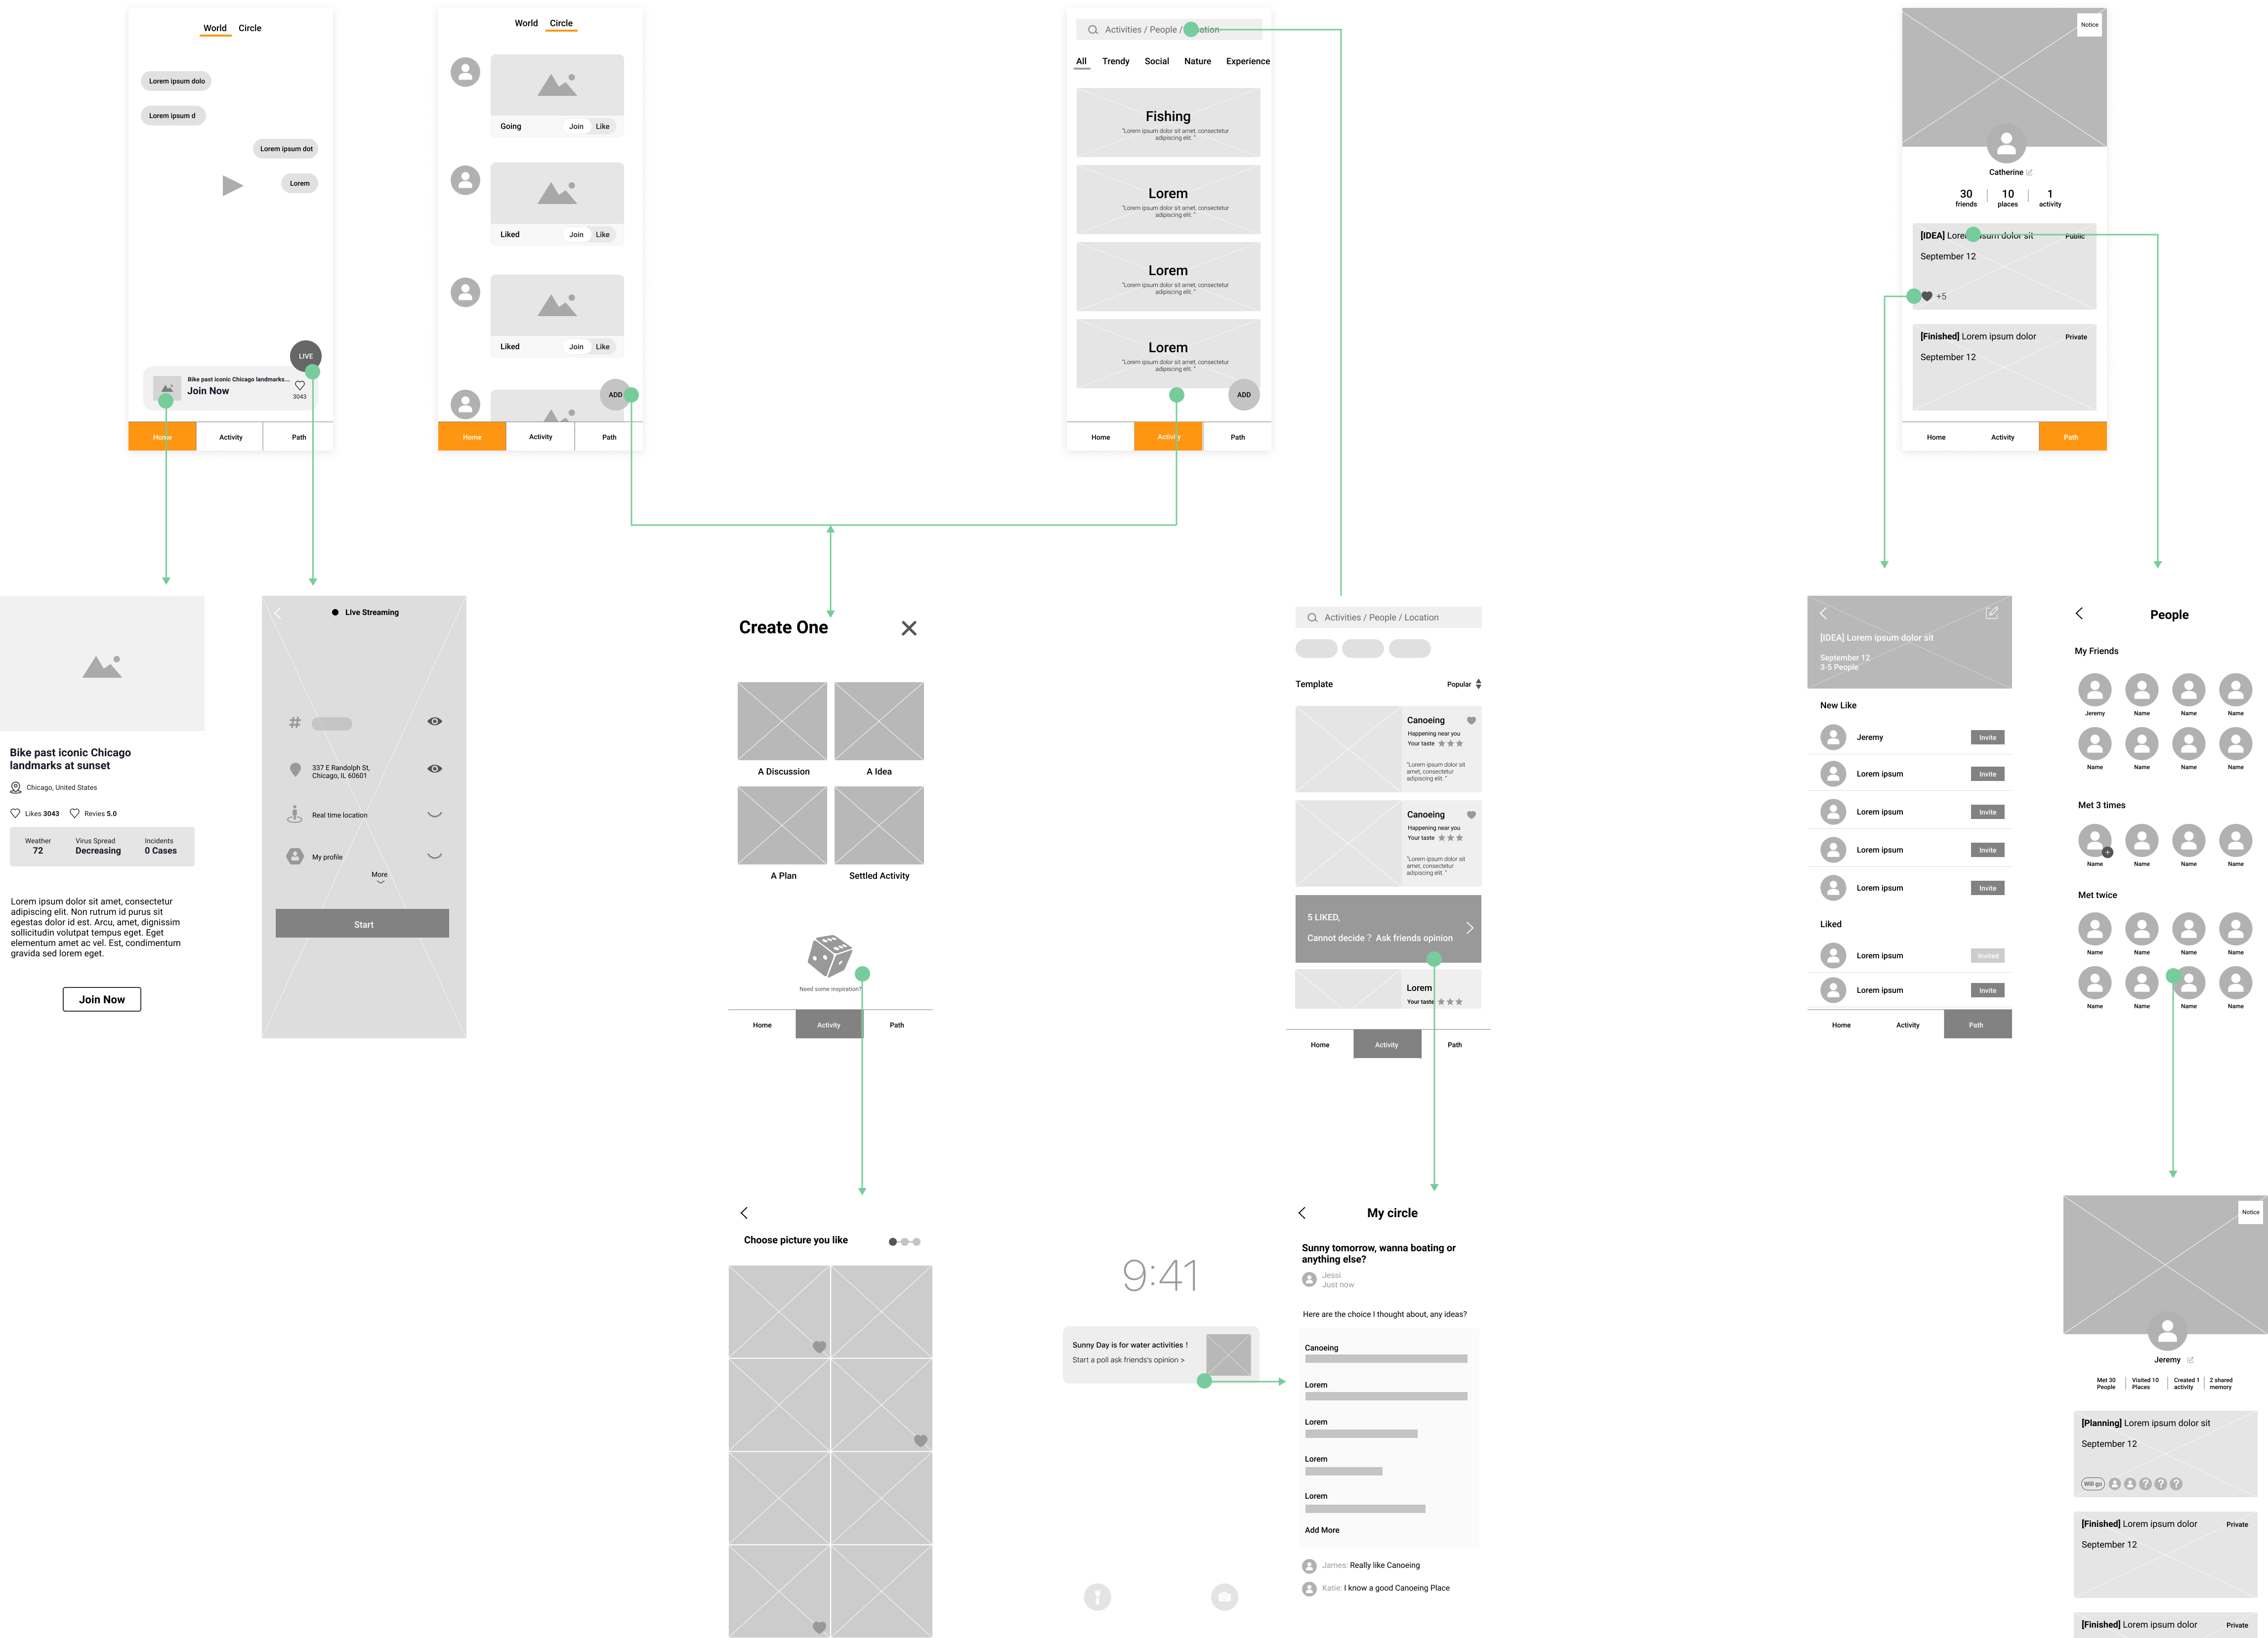 World Circle
Lorem ipsum dolo
Lorem ipsum d
Lorem ipsum dot
Lorem
LIVE
Bike past iconic Chicago landmarks...
Join Now
3043
Home Activity Path
World Circle
Going Join Like
Liked Join Like
Liked Join Like
ADD
Home Activity Path
Activities / People / Location
All Trendy Social Nature Experience
Fishing
"Lorem ipsum dolor sit amet, consectetur
adipiscing elit. "
Lorem
"Lorem ipsum dolor sit amet, consectetur
adipiscing elit. "
Lorem
"Lorem ipsum dolor sit amet, consectetur
adipiscing elit. "
Lorem
"Lorem ipsum dolor sit amet, consectetur
adipiscing elit. "
ADD
Home Activity Path
Notice
Catherine
30 10 1
friends places activity
[IDEA] Lorem ipsum dolor sit Public
September 12
+5
[Finished] Lorem ipsum dolor Private
September 12
Home Activity Path
Bike past iconic Chicago
landmarks at sunset
Chicago, United States
Likes 3043 Revies 5.0
Weather Virus Spread Incidents
72 Decreasing 0 Cases
Lorem ipsum dolor sit amet, consectetur
adipiscing elit. Non rutrum id purus sit
egestas dolor id est. Arcu, amet, dignissim
sollicitudin volutpat tempus eget. Eget
elementum amet ac vel. Est, condimentum
gravida sed lorem eget.
Join Now
LIve Streaming
#
337 E Randolph St,
Chicago, IL 60601
Real time location
My profile
More
Start
Create One
A Discussion A Idea
A Plan Settled Activity
Need some inspiration?
Home Activity Path
Activities / People / Location
Template Popular
Canoeing
Happening near you
Your taste
"Lorem ipsum dolor sit
amet, consectetur
adipiscing elit. "
Canoeing
Happening near you
Your taste
"Lorem ipsum dolor sit
amet, consectetur
adipiscing elit. "
5 LIKED,
Cannot decide ? Ask friends opinion
Lorem
Your taste
Home Activity Path
[IDEA] Lorem ipsum dolor sit
September 12
3-5 People
New Like
Jeremy Invite
Lorem ipsum Invite
Lorem ipsum Invite
Lorem ipsum Invite
Lorem ipsum Invite
Liked
Lorem ipsum Invited
Lorem ipsum Invite
Home Activity Path
People
My Friends
Jeremy Name Name Name
Name Name Name Name
Met 3 times
Name Name Name Name
Met twice
Name Name Name Name
Name Name Name Name
Choose picture you like
9:41
Sunny Day is for water activities !
Start a poll ask friends's opinion >
My circle
Sunny tomorrow, wanna boating or
anything else?
Jessi
Just now
Here are the choice I thought about, any ideas?
Canoeing
Lorem
Lorem
Lorem
Lorem
Add More
James: Really like Canoeing
Katie: I know a good Canoeing Place
Notice
Jeremy
Met 30 Visited 10 Created 1 2 shared
People Places activity memory
[Planning] Lorem ipsum dolor sit
September 12
Will go ? ? ?
[Finished] Lorem ipsum dolor Private
September 12
[Finished] Lorem ipsum dolor Private